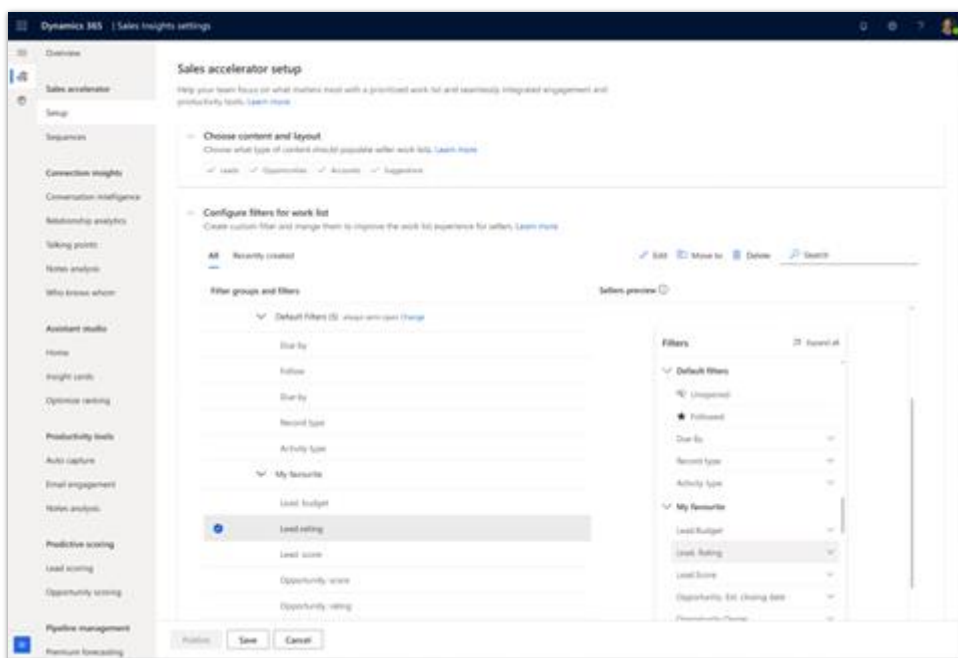 Dynamics 365 | Sales Insights settings
Overview
Sales accelerator
Setup
Sequences
Connection insights
Conversation intelligence
Relationship analytics
Talking points
Notes analysis
Who knows whom
Assistant studio
Home
Insight cards
Optimize ranking
Productivity tools
Auto capture
Email engagement
Notes analysis
Predictive scoring
Lead scoring
Opportunity scoring
Pipeline management
Premium forecasting
Sales accelerator setup
Help your team focus on what matters most with a prioritized work list and seamlessly integrated engagement and
productivity tools. Learn more
Choose content and layout
Choose what type of content should populate seller work lists. Learn more
Leads Opportunities Accounts Suggestions
Configure filters for work list
Create custom filter and mange them to improve the work list experience for sellers. Learn more
All Recently created
Edit Move to Delete Search
Filter groups and filters
Default Filters (5) always semi open Change
Due by
Follow
Due by
Record type
Activity type
My favourite
Lead budget
Lead rating
Lead score
Opportunity score
Opportunity rating
Sellers preview
Filters Expand all
Default filters
Unopened
Followed
Due By
Record type
Activity type
My favourite
Lead Budget
Lead. Rating
Lead Score
Opportunity. Est. closing date
Opportunity Owner
Publish Save Cancel